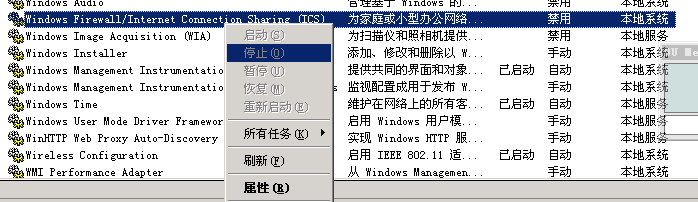 Windows Audio 管理基于 Windows 的... 禁用 本地系统
Windows Firewall/Internet Connection Sharing (ICS) 为家庭或小型办公网络... 禁用 本地系统
Windows Image Acquisition (WIA) 为扫描仪和照相机提供... 禁用 本地服务
Windows Installer 添加、修改和删除以 W... 手动 本地系统
Windows Management Instrumentation 提供共同的界面和对象... 已启动 自动 本地系统
Windows Management Instrumentation 监视配置成用于发布 W... 手动 本地系统
Windows Time 维护在网络上的所有客... 已启动 自动 本地服务
Windows User Mode Driver Framework 启用 Windows 用户模... 手动 本地系统
WinHTTP Web Proxy Auto-Discovery 实现 Windows HTTP 服... 手动 本地服务
Wireless Configuration 启用 IEEE 802.11 适... 已启动 自动 本地系统
WMI Performance Adapter 从 Windows Managemen... 手动 本地系统
启动(S)
停止(O)
暂停(U)
恢复(M)
重新启动(E)
所有任务(K)
刷新(F)
属性(R)